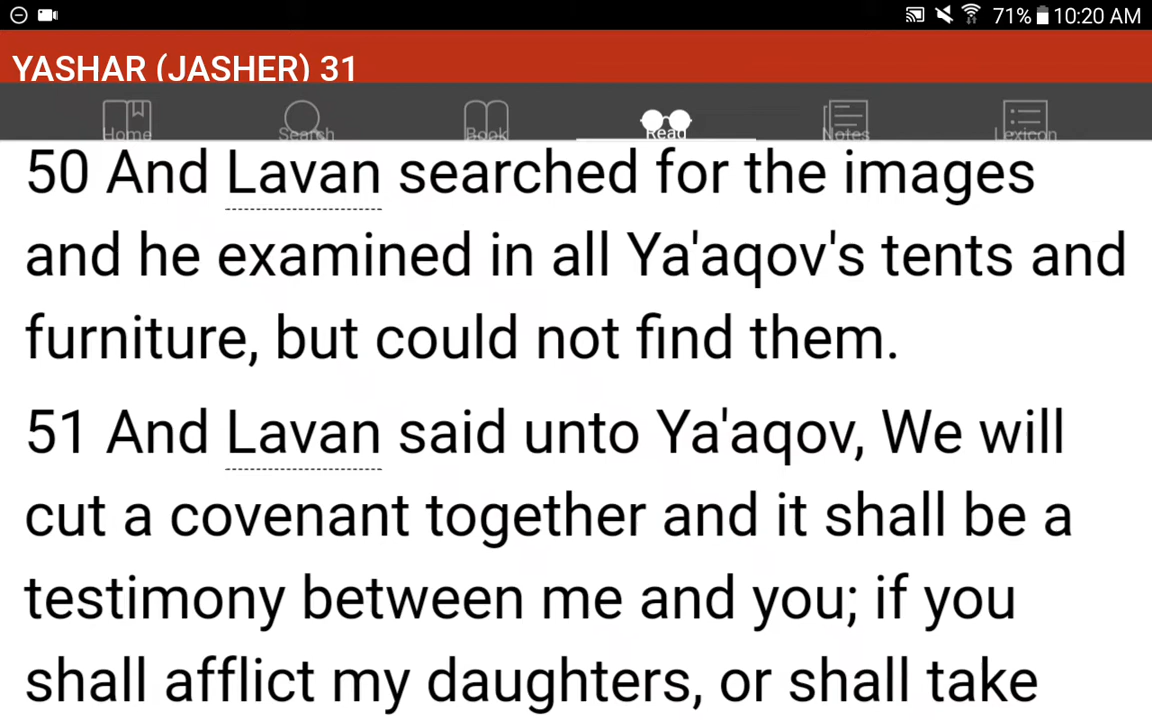 71% 10:20 AM
YASHAR (JASHER) 31
Home Search Book Read Notes Lexicon
50 And Lavan searched for the images
and he examined in all Ya'aqov's tents and
furniture, but could not find them.
51 And Lavan said unto Ya'aqov, We will
cut a covenant together and it shall be a
testimony between me and you; if you
shall afflict my daughters, or shall take